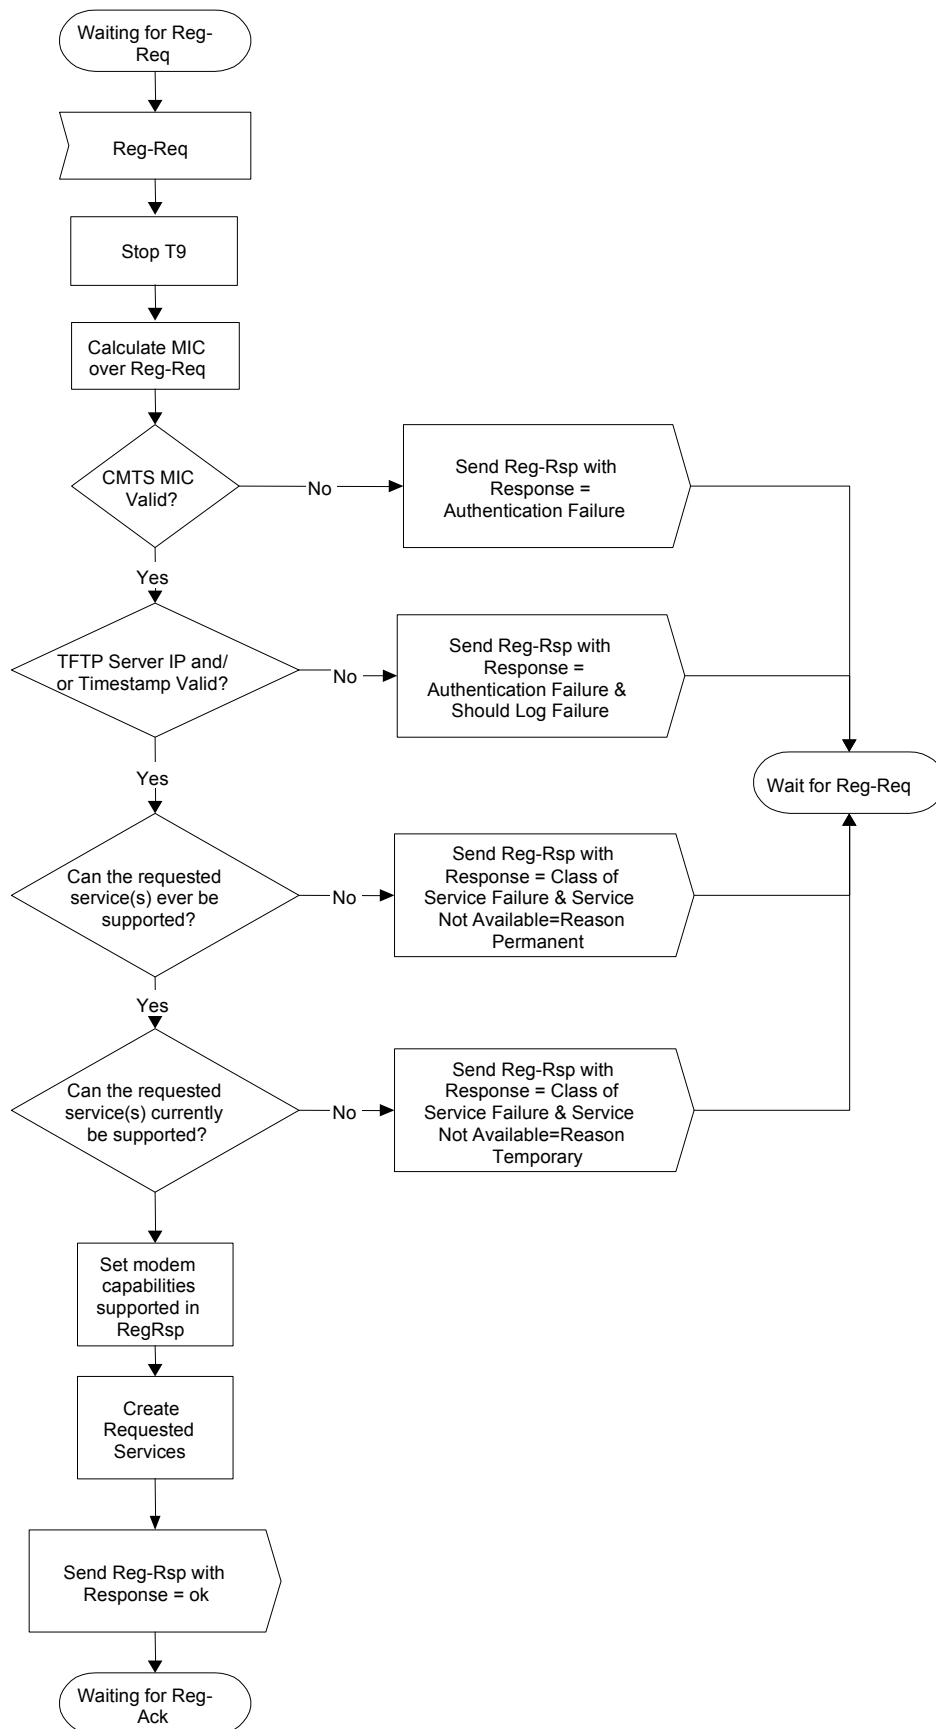 Waiting for Reg-
Req
Reg-Req
Stop T9
Calculate MIC
over Reg-Req
CMTS MIC
Valid?
No
Send Reg-Rsp with
Response =
Authentication Failure
Yes
TFTP Server IP and/
or Timestamp Valid?
No
Send Reg-Rsp with
Response =
Authentication Failure &
Should Log Failure
Yes
Wait for Reg-Req
Can the requested
service(s) ever be
supported?
No
Send Reg-Rsp with
Response = Class of
Service Failure & Service
Not Available=Reason
Permanent
Yes
Can the requested
service(s) currently
be supported?
No
Send Reg-Rsp with
Response = Class of
Service Failure & Service
Not Available=Reason
Temporary
Set modem
capabilities
supported in
RegRsp
Create
Requested
Services
Send Reg-Rsp with
Response = ok
Waiting for Reg-
Ack